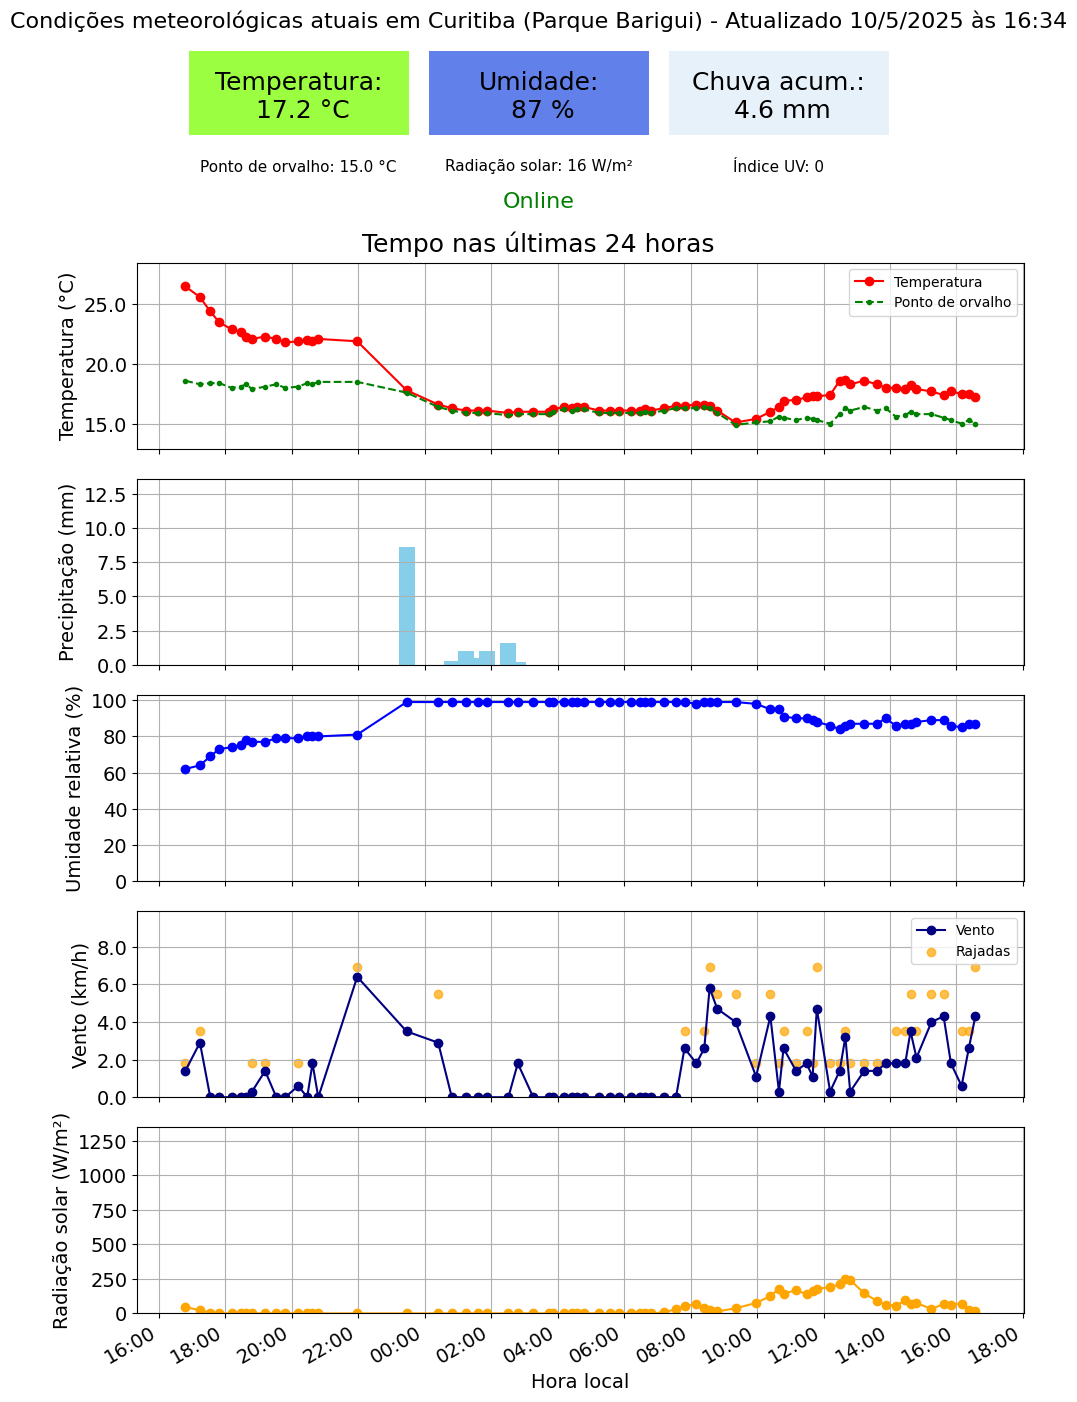 Condições meteorológicas atuais em Curitiba (Parque Barigui) - Atualizado 10/5/2025 às 16:34
Temperatura:
17.2 °C
Umidade:
87 %
Chuva acum.:
4.6 mm
Ponto de orvalho: 15.0 °C
Radiação solar: 16 W/m²
Índice UV: 0
Online
Tempo nas últimas 24 horas
Temperatura (°C)
25.0
20.0
15.0
Temperatura
Ponto de orvalho
Precipitação (mm)
12.5
10.0
7.5
5.0
2.5
0.0
Umidade relativa (%)
100
80
60
40
20
0
Vento (km/h)
8.0
6.0
4.0
2.0
0.0
Vento
Rajadas
Radiação solar (W/m²)
1250
1000
750
500
250
0
16:00
18:00
20:00
22:00
00:00
02:00
04:00
06:00
08:00
10:00
12:00
14:00
16:00
18:00
Hora local